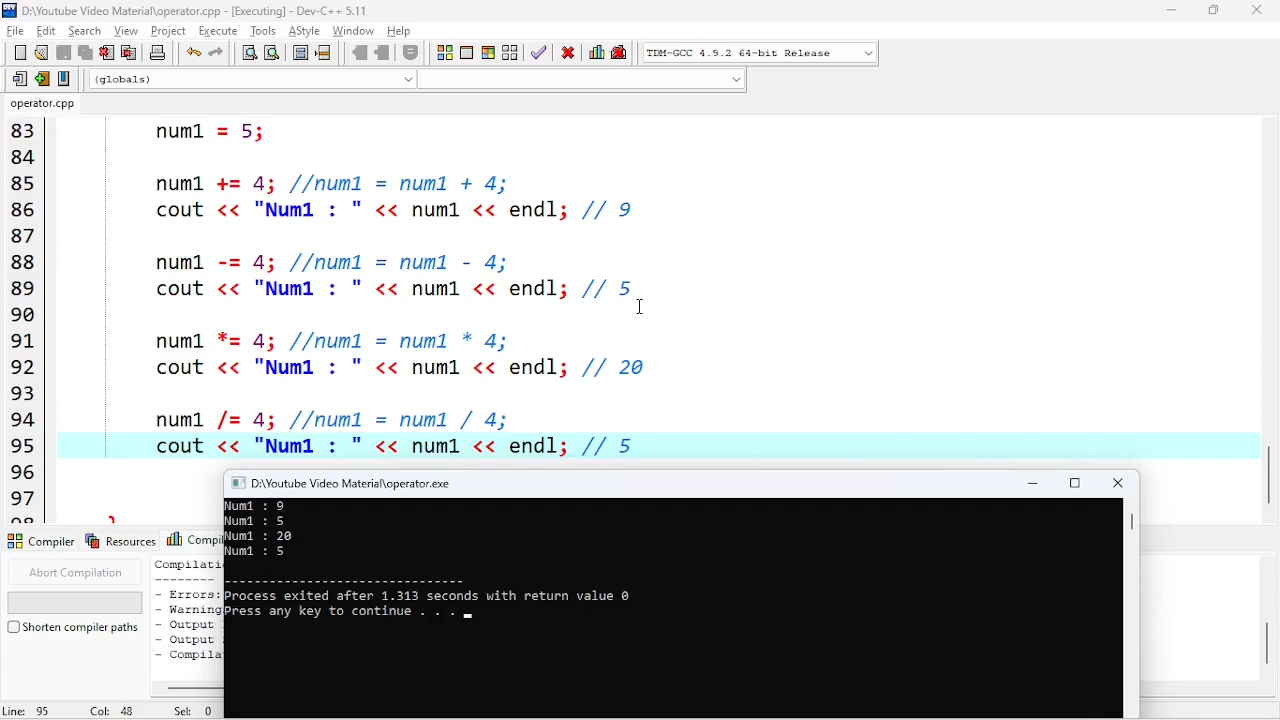 D:\Youtube Video Material\operator.cpp - [Executing] - Dev-C++ 5.11
File Edit Search View Project Execute Tools AStyle Window Help
TDM-GCC 4.9.2 64-bit Release
(globals)
operator.cpp
83 num1 = 5;
84
85 num1 += 4; //num1 = num1 + 4;
86 cout << "Num1 : " << num1 << endl; // 9
87
88 num1 -= 4; //num1 = num1 - 4;
89 cout << "Num1 : " << num1 << endl; // 5
90
91 num1 *= 4; //num1 = num1 * 4;
92 cout << "Num1 : " << num1 << endl; // 20
93
94 num1 /= 4; //num1 = num1 / 4;
95 cout << "Num1 : " << num1 << endl; // 5
96
97
98 }
D:\Youtube Video Material\operator.exe
Num1 : 9
Num1 : 5
Num1 : 20
Num1 : 5
--------------------------------
Process exited after 1.313 seconds with return value 0
Press any key to continue . . .
Compiler Resources Compil
Abort Compilation
Shorten compiler paths
Compilati
--------
- Errors:
- Warning
- Output
- Output
- Compila
Line: 95 Col: 48 Sel: 0